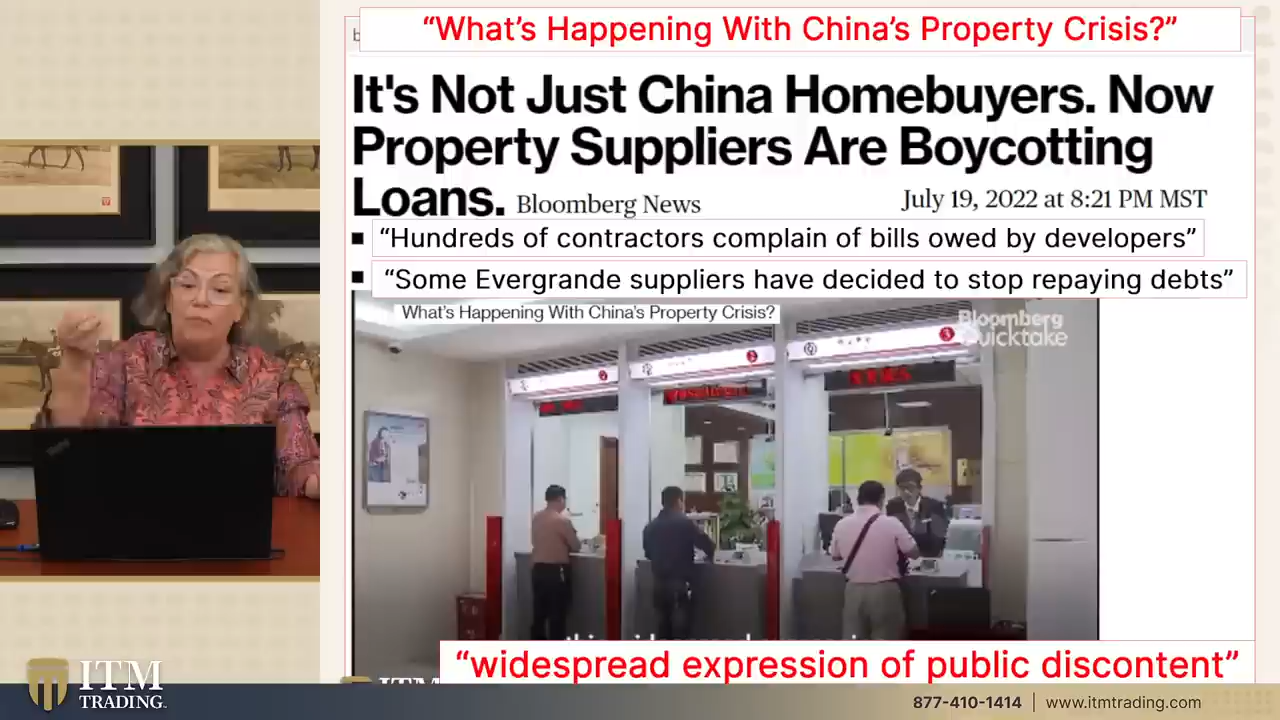 “What’s Happening With China’s Property Crisis?”
It's Not Just China Homebuyers. Now
Property Suppliers Are Boycotting
Loans. Bloomberg News July 19, 2022 at 8:21 PM MST
“Hundreds of contractors complain of bills owed by developers”
“Some Evergrande suppliers have decided to stop repaying debts”
What's Happening With China's Property Crisis?
Bloomberg
Quicktake
“widespread expression of public discontent”
ITM
TRADING
ITM
877-410-1414 | www.itmtrading.com